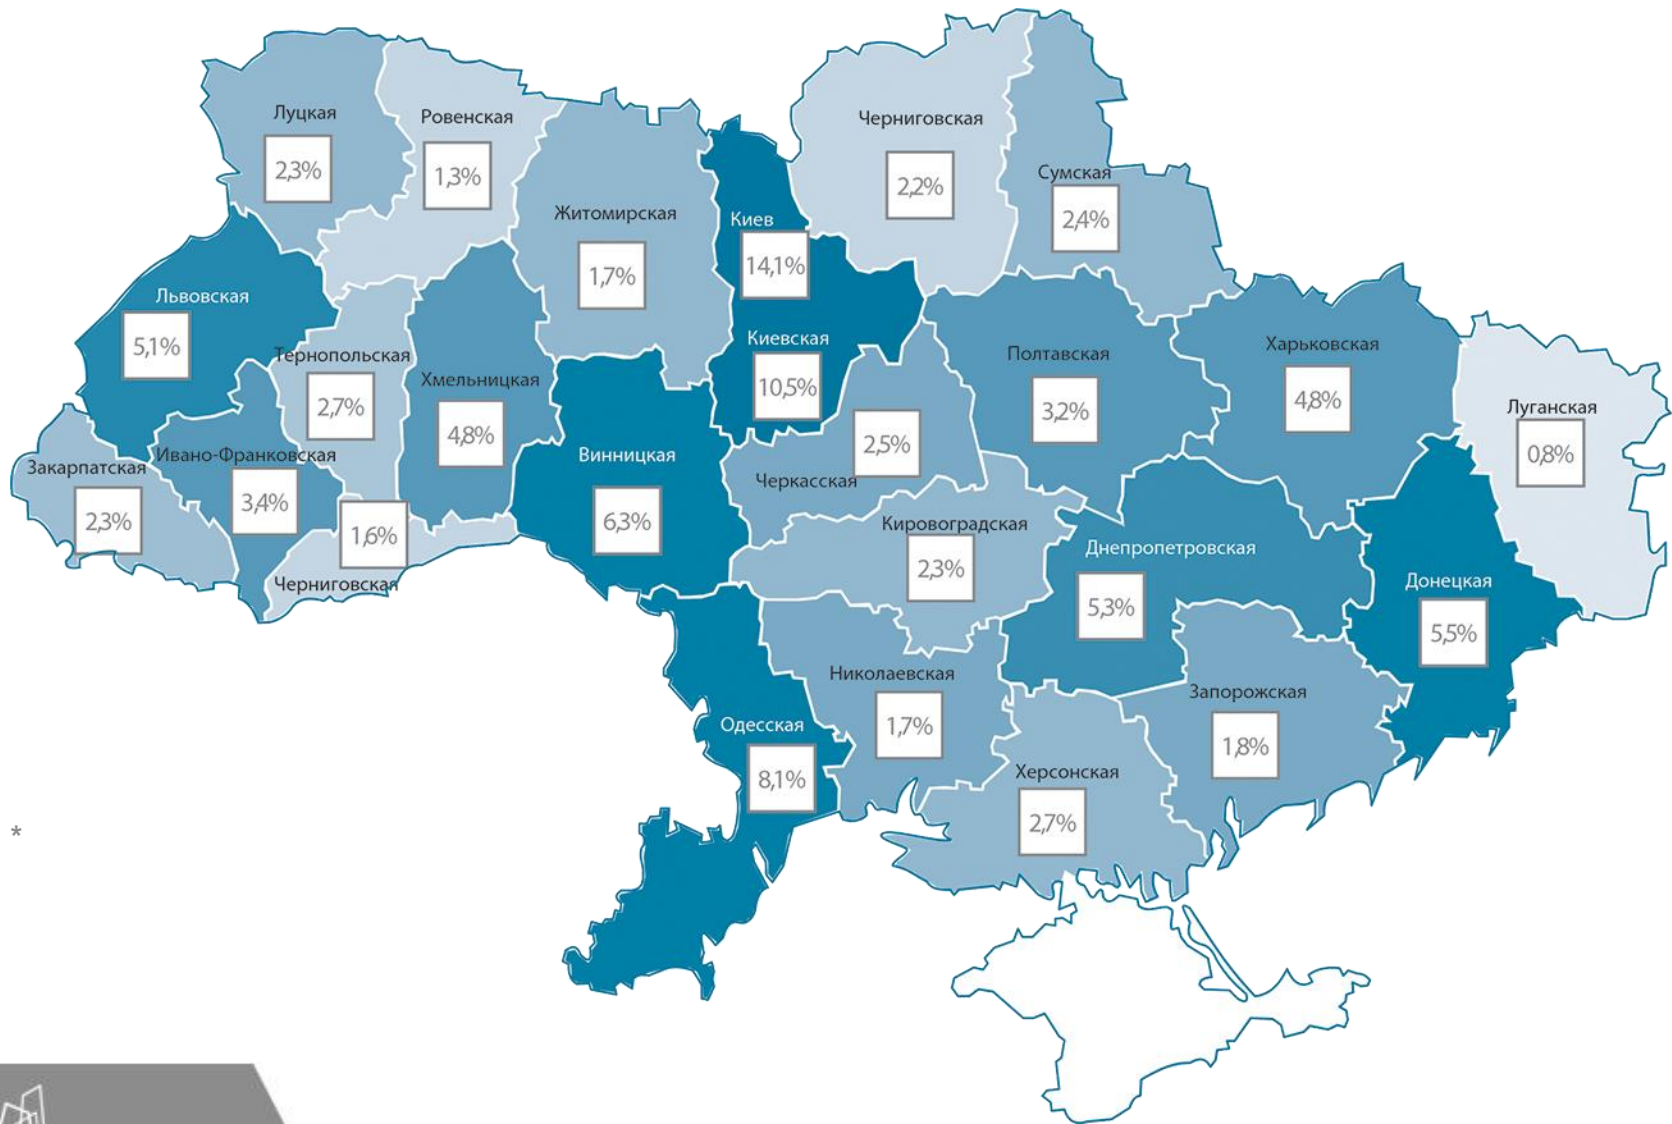 Луцкая
2,3%
Ровенская
1,3%
Житомирская
1,7%
Киев
14,1%
Киевская
10,5%
Черниговская
2,2%
Сумская
2,4%
Львовская
5,1%
Тернопольская
2,7%
Хмельницкая
4,8%
Винницкая
6,3%
Черкасская
2,5%
Полтавская
3,2%
Харьковская
4,8%
Луганская
0,8%
Закарпатская
2,3%
Ивано-Франковская
3,4%
1,6%
Черниговская
Кировоградская
2,3%
Днепропетровская
5,3%
Донецкая
5,5%
Одесская
8,1%
Николаевская
1,7%
Запорожская
1,8%
Херсонская
2,7%
*